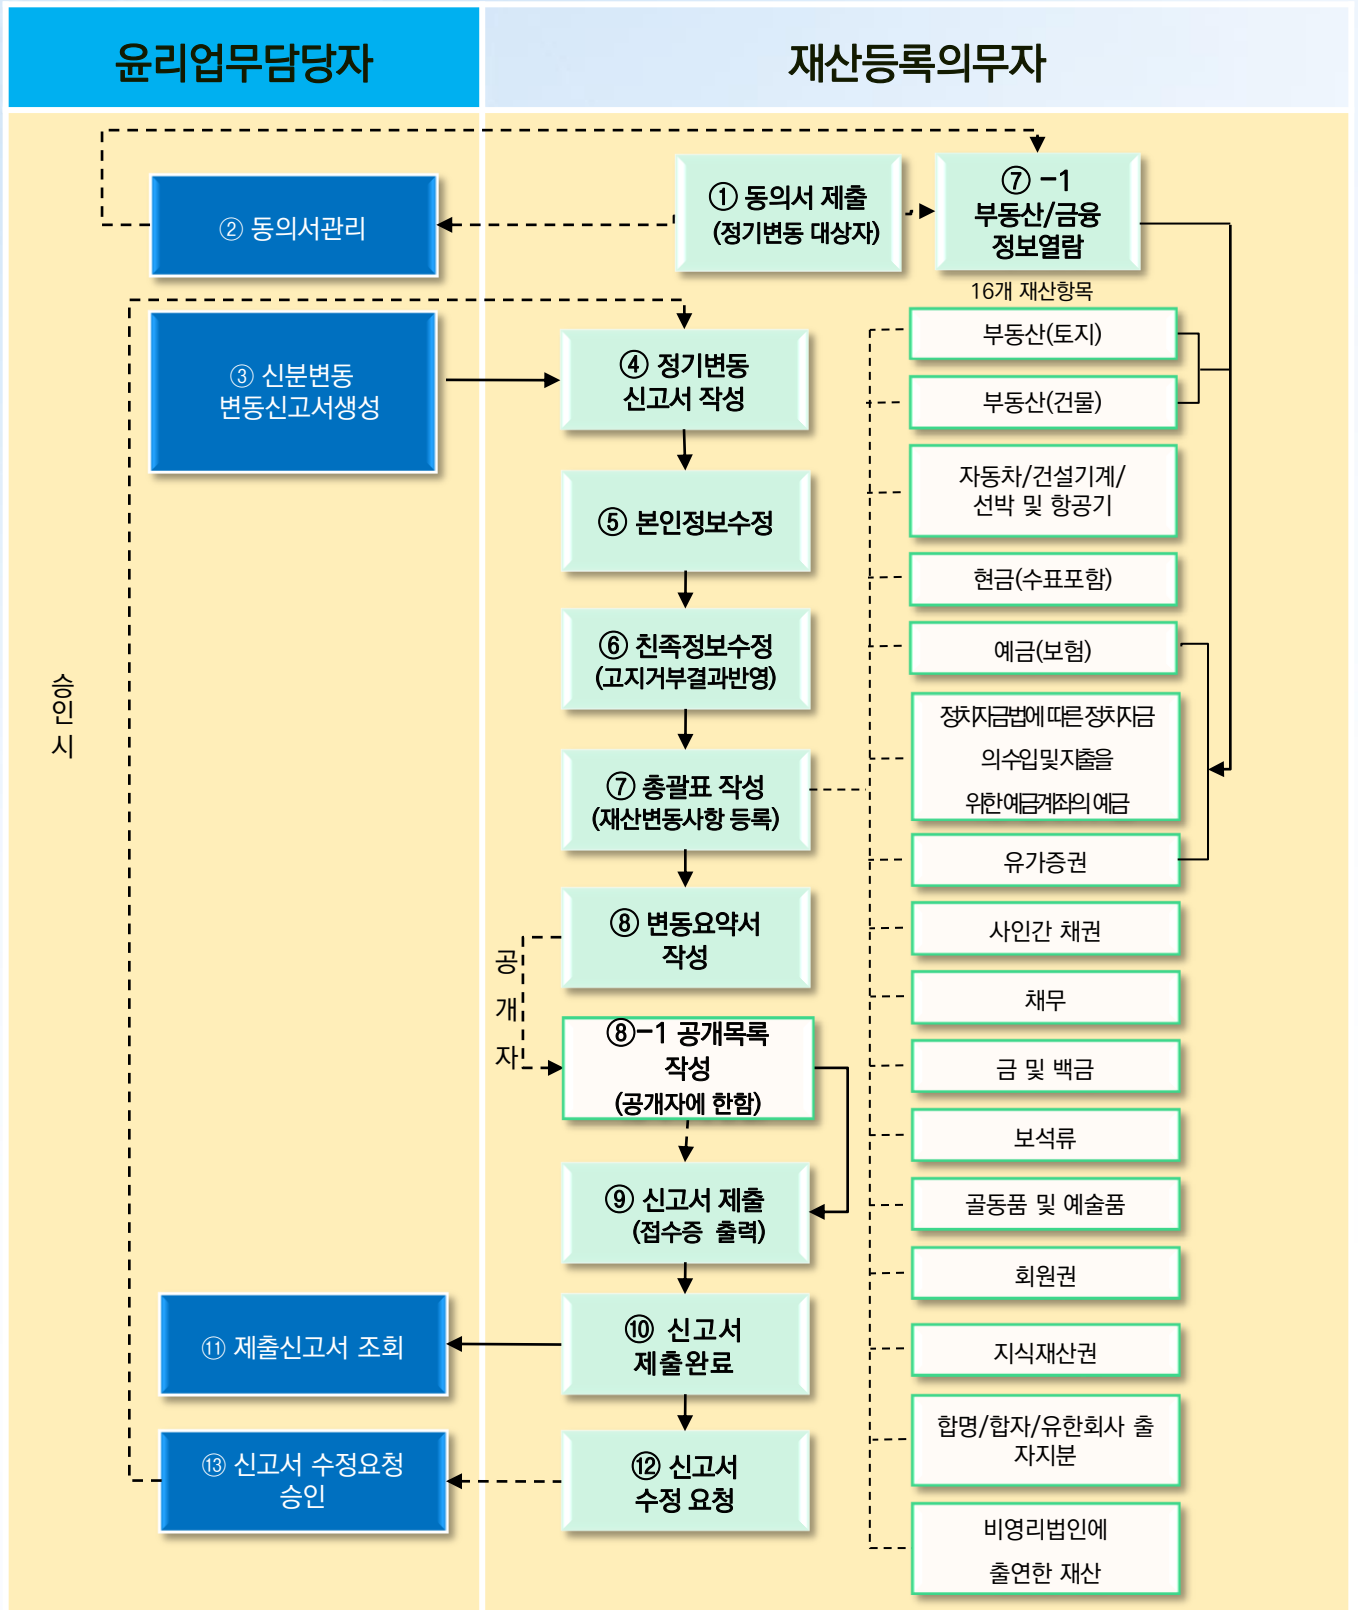 윤리업무담당자
재산등록의무자
① 동의서 제출
(정기변동 대상자)
⑦ -1
부동산/금융
정보열람
② 동의서관리
16개 재산항목
③ 신분변동
변동신고서생성
④ 정기변동
신고서 작성
⑤ 본인정보수정
⑥ 친족정보수정
(고지거부결과반영)
⑦ 총괄표 작성
(재산변동사항 등록)
⑧ 변동요약서
작성
공
개
자
⑧-1 공개목록
작성
(공개자에 한함)
⑨ 신고서 제출
(접수증 출력)
⑩ 신고서
제출완료
⑪ 제출신고서 조회
⑫ 신고서
수정 요청
⑬ 신고서 수정요청
승인
승
인
시
부동산(토지)
부동산(건물)
자동차/건설기계/
선박 및 항공기
현금(수표포함)
예금(보험)
정치자금법에 따른 정치자금
의 수입 및 지출을
위한 예금계좌의 예금
유가증권
사인간 채권
채무
금 및 백금
보석류
골동품 및 예술품
회원권
지식재산권
합명/합자/유한회사 출
자지분
비영리법인에
출연한 재산